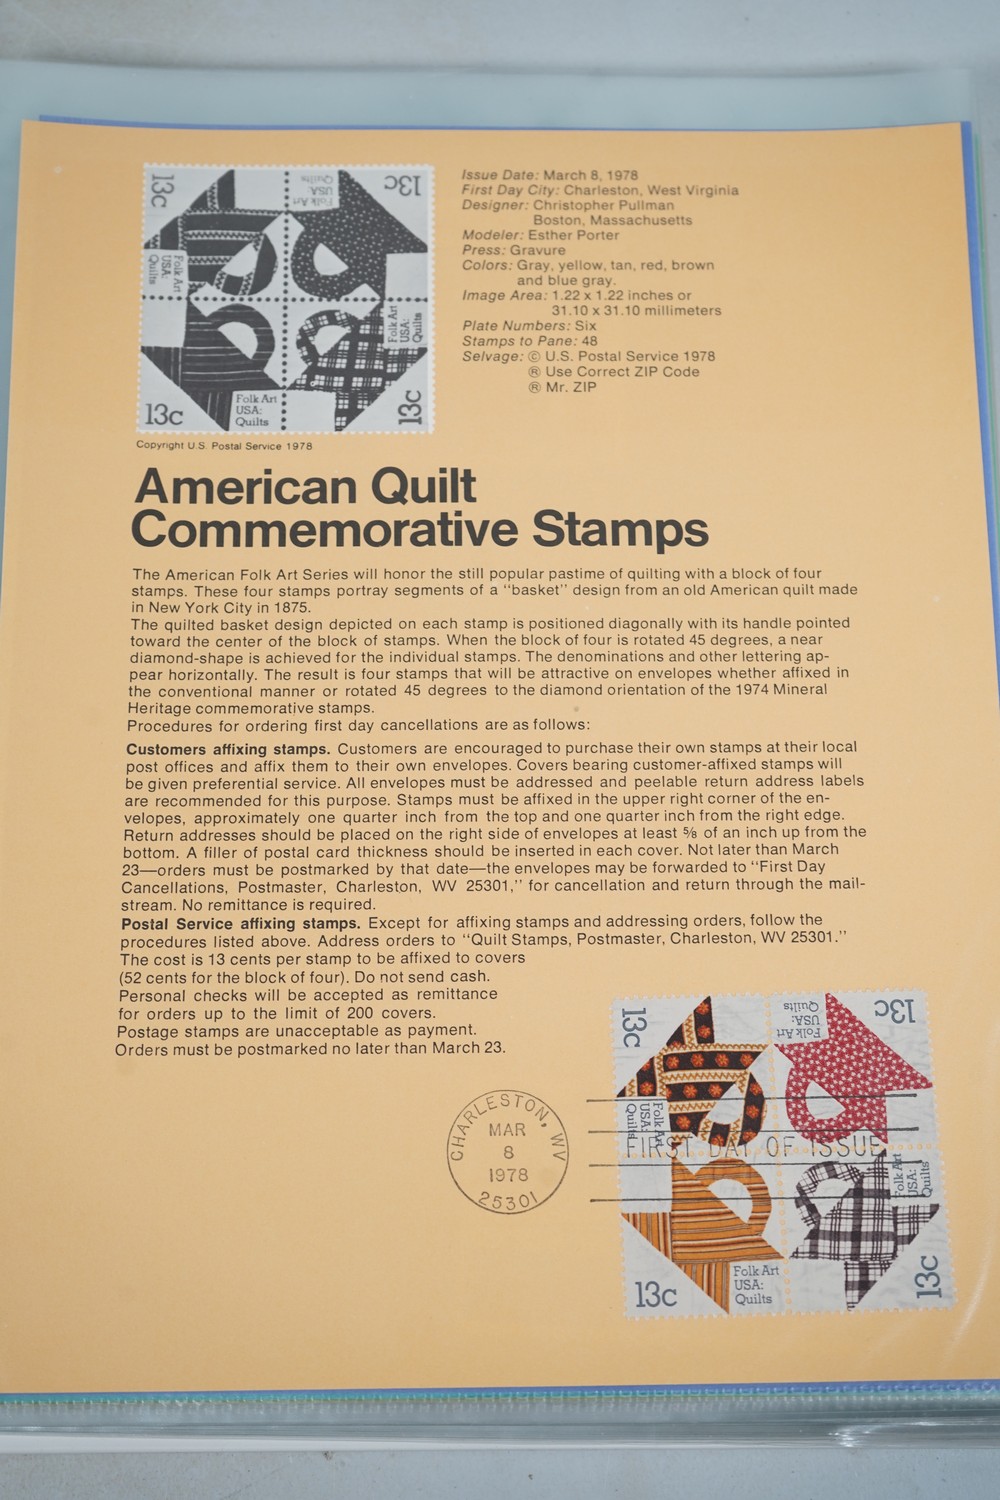 13c
Folk Art
USA:
Quilts
13c
Folk Art
USA:
Quilts
Folk Art
USA:
Quilts
13c
Folk Art
USA:
Quilts
13c
Copyright U.S. Postal Service 1978
Issue Date: March 8, 1978
First Day City: Charleston, West Virginia
Designer: Christopher Pullman
Boston, Massachusetts
Modeler: Esther Porter
Press: Gravure
Colors: Gray, yellow, tan, red, brown
and blue gray.
Image Area: 1.22 x 1.22 inches or
31.10 x 31.10 millimeters
Plate Numbers: Six
Stamps to Pane: 48
Selvage: © U.S. Postal Service 1978
® Use Correct ZIP Code
® Mr. ZIP
American Quilt
Commemorative Stamps
The American Folk Art Series will honor the still popular pastime of quilting with a block of four
stamps. These four stamps portray segments of a "basket" design from an old American quilt made
in New York City in 1875.
The quilted basket design depicted on each stamp is positioned diagonally with its handle pointed
toward the center of the block of stamps. When the block of four is rotated 45 degrees, a near
diamond-shape is achieved for the individual stamps. The denominations and other lettering ap-
pear horizontally. The result is four stamps that will be attractive on envelopes whether affixed in
the conventional manner or rotated 45 degrees to the diamond orientation of the 1974 Mineral
Heritage commemorative stamps.
Procedures for ordering first day cancellations are as follows:
Customers affixing stamps. Customers are encouraged to purchase their own stamps at their local
post offices and affix them to their own envelopes. Covers bearing customer-affixed stamps will
be given preferential service. All envelopes must be addressed and peelable return address labels
are recommended for this purpose. Stamps must be affixed in the upper right corner of the en-
velopes, approximately one quarter inch from the top and one quarter inch from the right edge.
Return addresses should be placed on the right side of envelopes at least ⅝ of an inch up from the
bottom. A filler of postal card thickness should be inserted in each cover. Not later than March
23—orders must be postmarked by that date—the envelopes may be forwarded to "First Day
Cancellations, Postmaster, Charleston, WV 25301," for cancellation and return through the mail-
stream. No remittance is required.
Postal Service affixing stamps. Except for affixing stamps and addressing orders, follow the
procedures listed above. Address orders to "Quilt Stamps, Postmaster, Charleston, WV 25301."
The cost is 13 cents per stamp to be affixed to covers
(52 cents for the block of four). Do not send cash.
Personal checks will be accepted as remittance
for orders up to the limit of 200 covers.
Postage stamps are unacceptable as payment.
Orders must be postmarked no later than March 23.
CHARLESTON, WV
MAR
8
1978
25301
FIRST DAY OF ISSUE
13c
Folk Art
USA:
Quilts
13c
Folk Art
USA:
Quilts
Folk Art
USA:
Quilts
13c
Folk Art
USA:
Quilts
13c